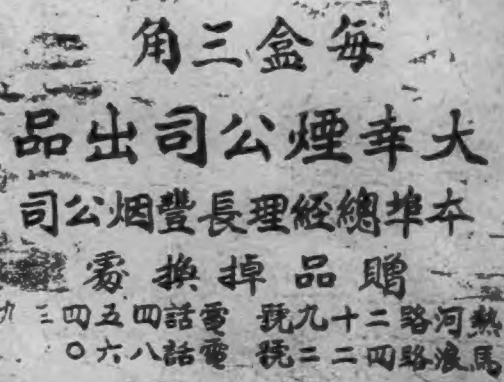 每盒三角
大幸煙公司出品
本埠總經理長豐烟公司
贈品掉換處
熱河路二十九號 電話四五四三九
馬浪路四二二號 電話八六〇